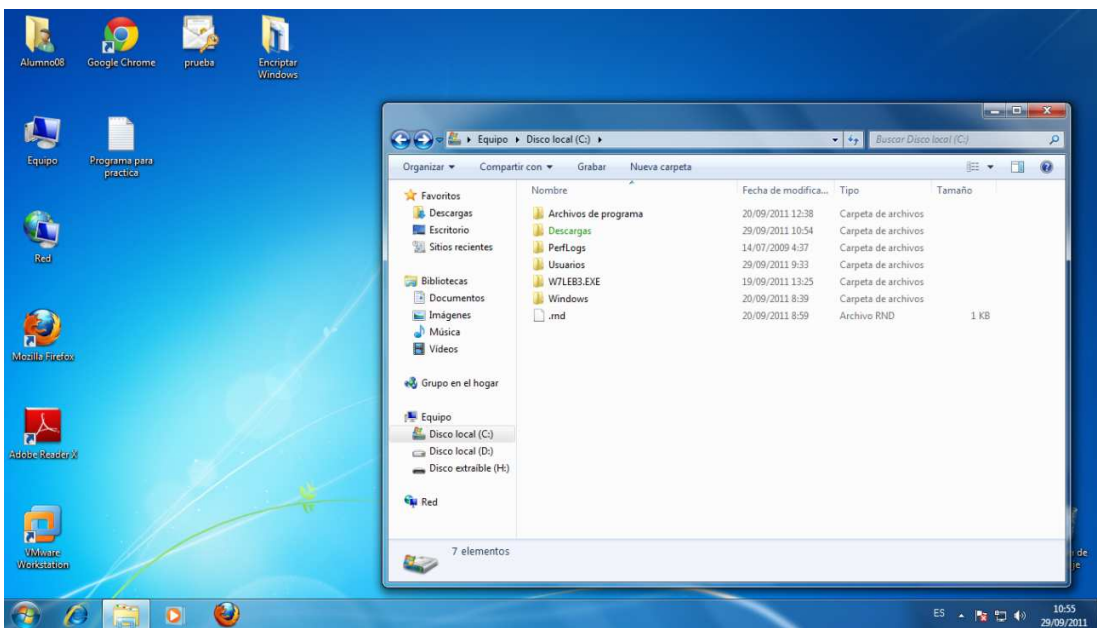 Alumno08
Google Chrome
prueba
Encriptar
Windows
Equipo
Programa para
practica
Red
Mozilla Firefox
Adobe Reader X
VMware
Workstation
Equipo
Disco local (C:)
Buscar Disco local (C:)
Organizar
Compartir con
Grabar
Nueva carpeta
Favoritos
Descargas
Escritorio
Sitios recientes
Bibliotecas
Documentos
Imágenes
Música
Vídeos
Grupo en el hogar
Equipo
Disco local (C:)
Disco local (D:)
Disco extraíble (H:)
Red
Nombre Fecha de modifica... Tipo Tamaño
Archivos de programa 20/09/2011 12:38 Carpeta de archivos
Descargas 29/09/2011 10:54 Carpeta de archivos
PerfLogs 14/07/2009 4:37 Carpeta de archivos
Usuarios 29/09/2011 9:33 Carpeta de archivos
W7LEB3.EXE 19/09/2011 13:25 Carpeta de archivos
Windows 20/09/2011 8:39 Carpeta de archivos
.rnd 20/09/2011 8:59 Archivo RND 1 KB
7 elementos
de
ES
10:55
29/09/2011